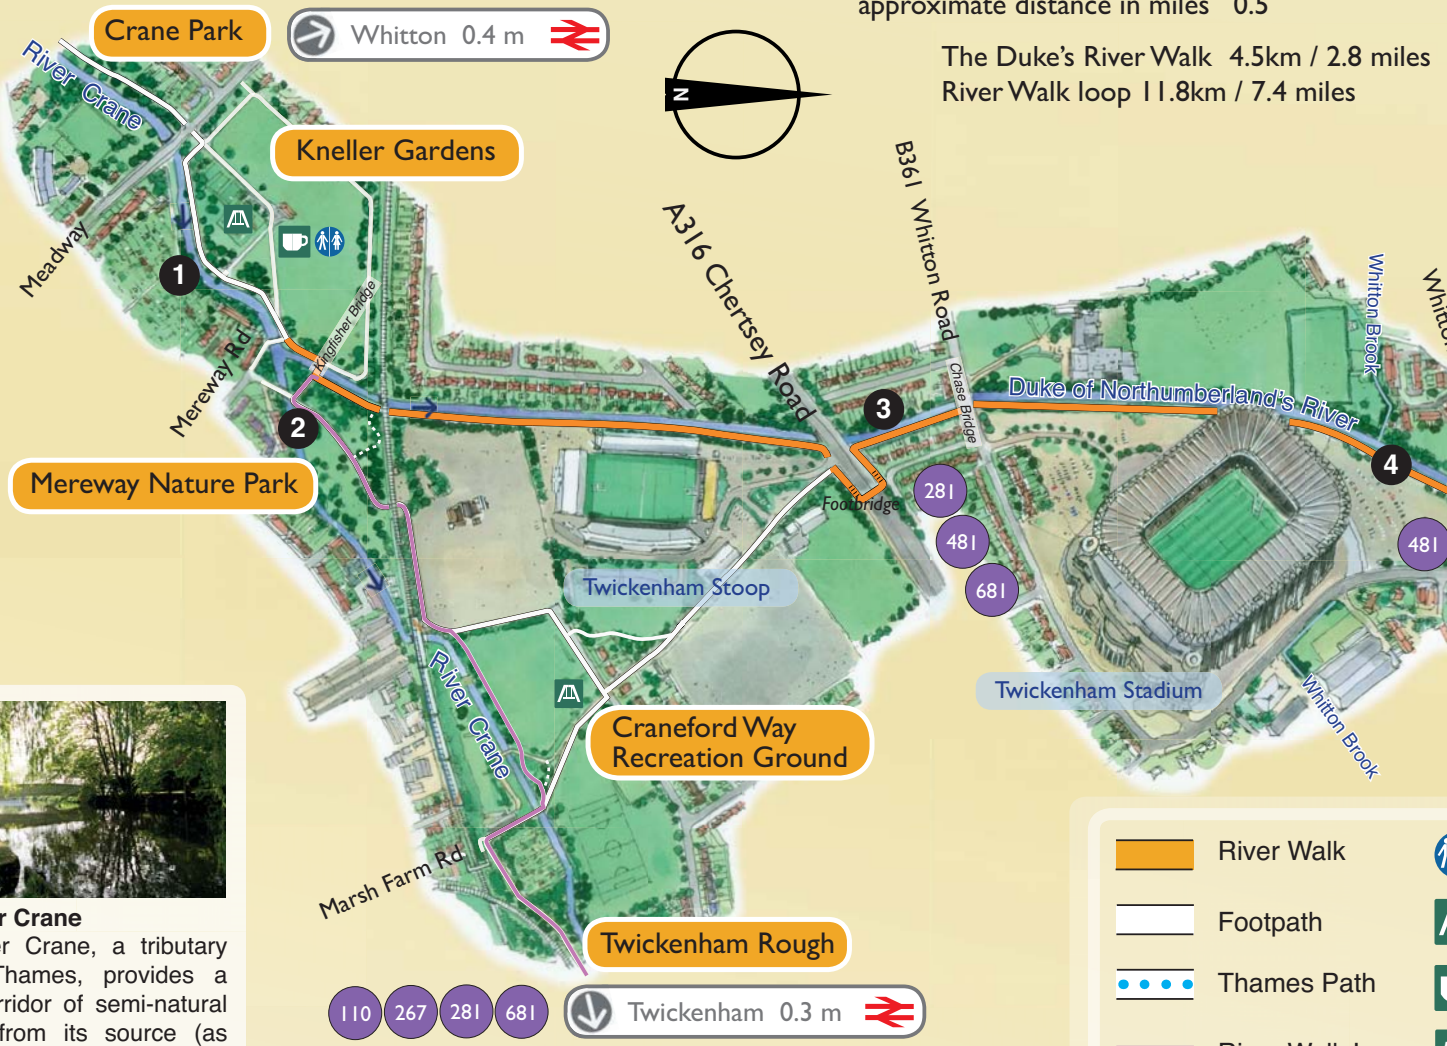 approximate distance in miles 0.5
The Duke's River Walk 4.5km / 2.8 miles
River Walk loop 11.8km / 7.4 miles
Crane Park
Whitton 0.4 m
River Crane
N
Kneller Gardens
Meadway
1
Kingfisher Bridge
Mereway Rd
2
Mereway Nature Park
A316 Chertsey Road
B361 Whitton Road
3
Chase Bridge
Duke of Northumberland's River
Whitton Brook
4
Footbridge
281
481
681
481
Twickenham Stoop
Twickenham Stadium
Whitton Brook
River Crane
Craneford Way
Recreation Ground
Marsh Farm Rd
Twickenham Rough
110
267
281
681
Twickenham 0.3 m
Crane
Crane, a tributary
Thames, provides a
of semi-natural
from its source (as
River Walk
Footpath
Thames Path